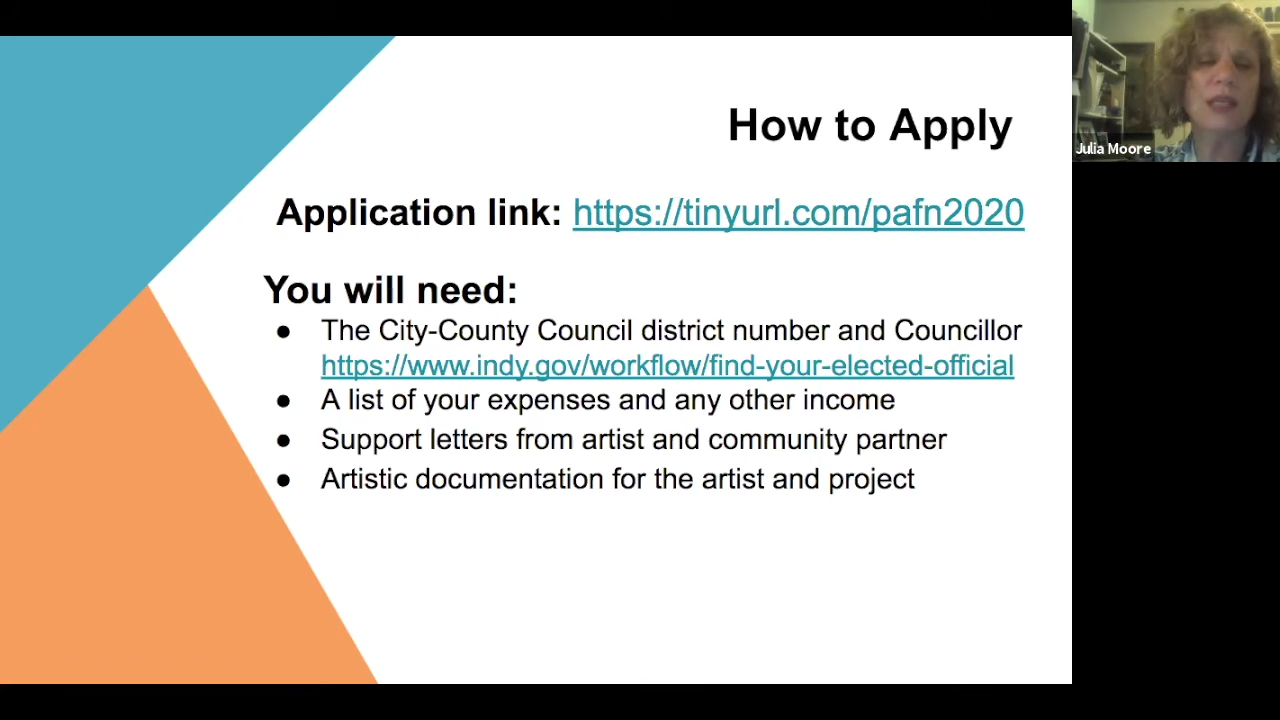 How to Apply
Julia Moore
Application link: https://tinyurl.com/pafn2020
You will need:
● The City-County Council district number and Councillor
https://www.indy.gov/workflow/find-your-elected-official
● A list of your expenses and any other income
● Support letters from artist and community partner
● Artistic documentation for the artist and project